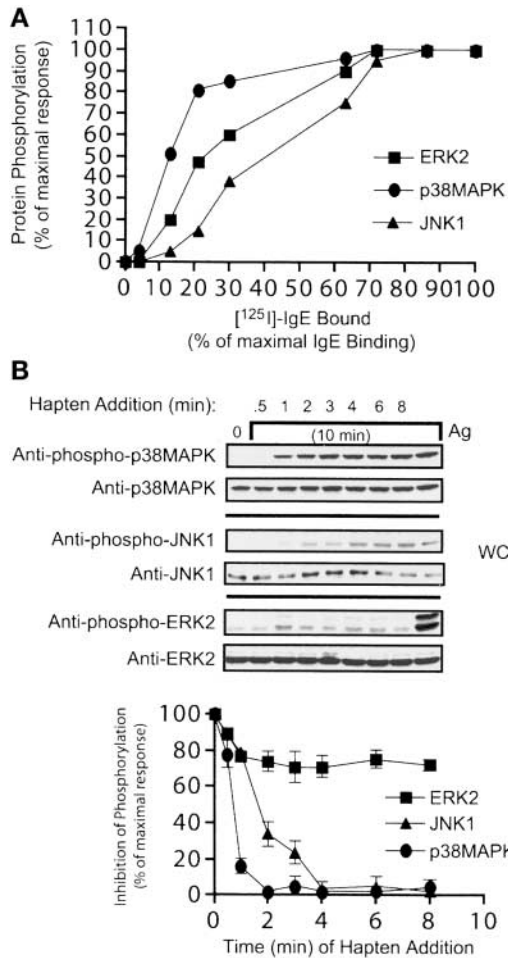 A
Protein Phosphorylation
(% of maximal response)
110
100
90
80
70
60
50
40
30
20
10
0
ERK2
p38MAPK
JNK1
0 10 20 30 40 50 60 70 80 90 100
[125I]-IgE Bound
(% of maximal IgE Binding)
B
Hapten Addition (min): .5 1 2 3 4 6 8
0 (10 min) Ag
Anti-phospho-p38MAPK
Anti-p38MAPK
Anti-phospho-JNK1
WC
Anti-JNK1
Anti-phospho-ERK2
Anti-ERK2
Inhibition of Phosphorylation
(% of maximal response)
100
80
60
40
20
0
ERK2
JNK1
p38MAPK
0 2 4 6 8 10
Time (min) of Hapten Addition